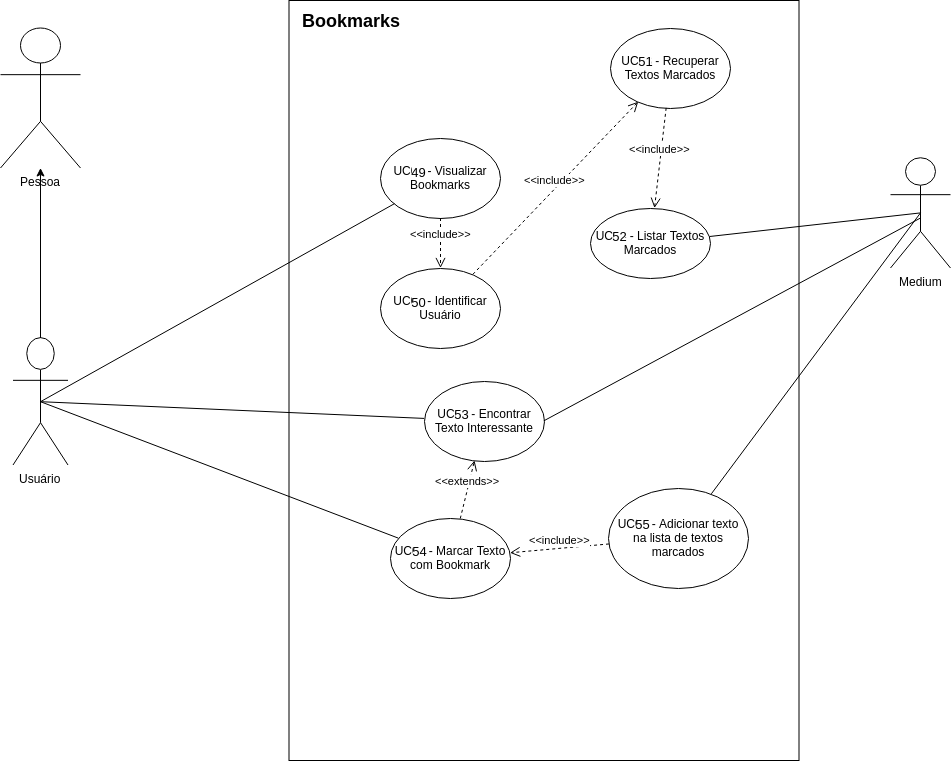 Bookmarks
UC51 - Recuperar
Textos Marcados
<<include>>
UC49 - Visualizar
Bookmarks
<<include>>
Pessoa
<<include>>
UC52 - Listar Textos
Marcados
Medium
UC50 - Identificar
Usuário
UC53 - Encontrar
Texto Interessante
Usuário
<<extends>>
UC54 - Marcar Texto
com Bookmark
<<include>>
UC55 - Adicionar texto
na lista de textos
marcados